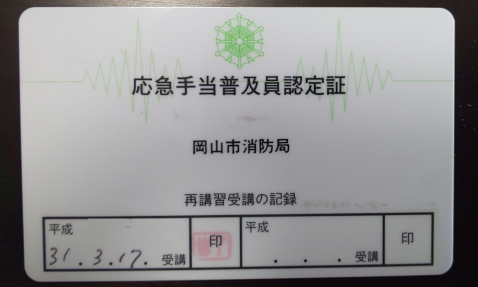 応急手当普及員認定証
岡山市消防局
再講習受講の記録
平成 印 平成 印
31.3.17. 受講 . . . 受講